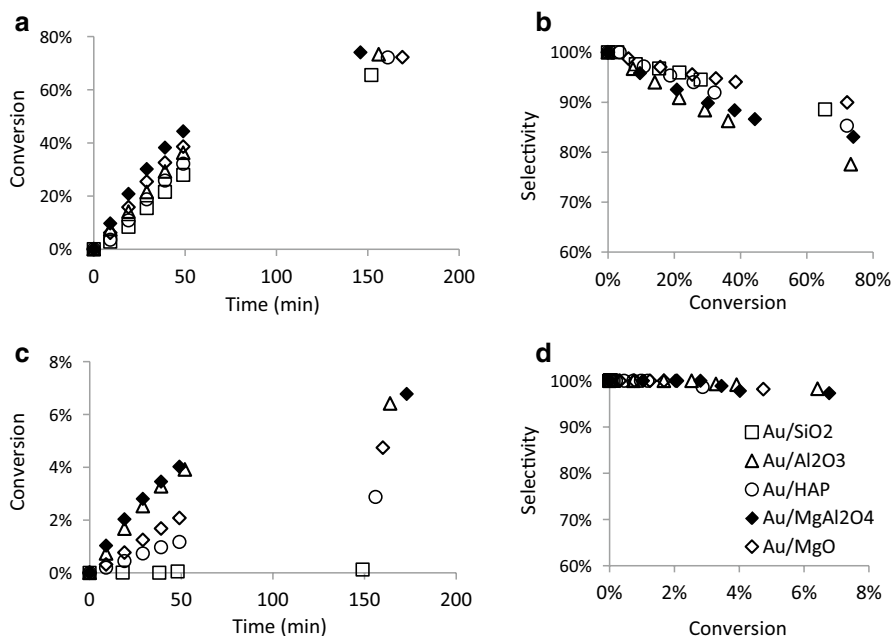 a
80%
60%
40%
20%
0%
Conversion
0 50 100 150 200
Time (min)
b
100%
90%
80%
70%
60%
Selectivity
0% 20% 40% 60% 80%
Conversion
c
8%
6%
4%
2%
0%
Conversion
0 50 100 150 200
Time (min)
d
100%
90%
80%
70%
60%
Selectivity
Au/SiO2
Au/Al2O3
Au/HAP
Au/MgAl2O4
Au/MgO
0% 2% 4% 6% 8%
Conversion